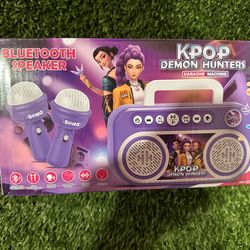 BLUETOOTH
SPEAKER
KPOP
DEMON HUNTERS
KARAOKE MACHINE
KPOP
DEMON HUNTERS